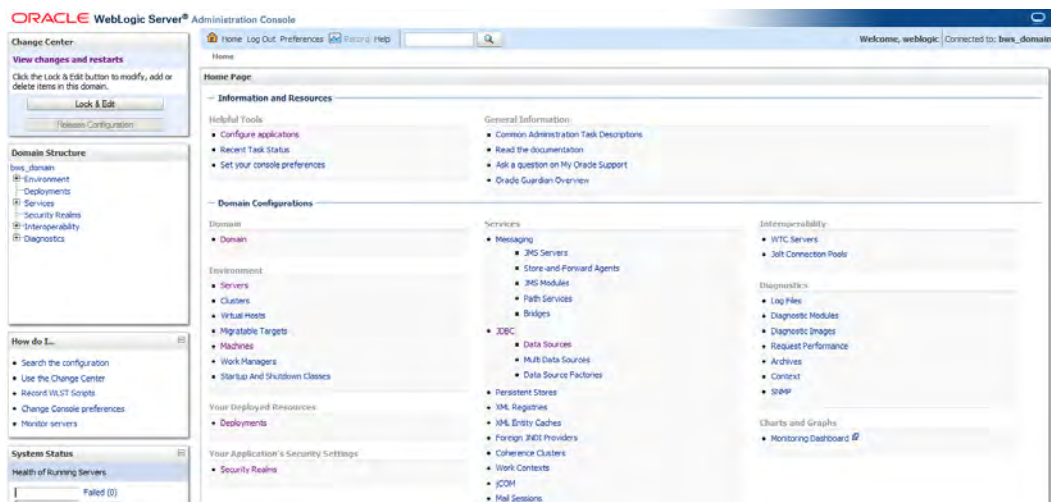 ORACLE WebLogic Server® Administration Console
Change Center
View changes and restarts
Click the Lock & Edit button to modify, add or
delete items in this domain.
Lock & Edit
Release Configuration
Domain Structure
bws_domain
Environment
Deployments
Services
Security Realms
Interoperability
Diagnostics
How do I...
Search the configuration
Use the Change Center
Record WLST Scripts
Change Console preferences
Monitor servers
System Status
Health of Running Servers
Failed (0)
Home Log Out Preferences Record Help
Welcome, weblogic Connected to: bws_domain
Home
Home Page
Information and Resources
Helpful Tools
Configure applications
Recent Task Status
Set your console preferences
General Information
Common Administration Task Descriptions
Read the documentation
Ask a question on My Oracle Support
Oracle Guardian Overview
Domain Configurations
Domain
Domain
Environment
Servers
Clusters
Virtual Hosts
Migratable Targets
Machines
Work Managers
Startup And Shutdown Classes
Your Deployed Resources
Deployments
Your Application's Security Settings
Security Realms
Services
Messaging
JMS Servers
Store-and-Forward Agents
JMS Modules
Path Services
Bridges
JDBC
Data Sources
Multi Data Sources
Data Source Factories
Persistent Stores
XML Registries
XML Entity Caches
Foreign JNDI Providers
Coherence Clusters
Work Contexts
jCOM
Mail Sessions
Interoperability
WTC Servers
Jolt Connection Pools
Diagnostics
Log Files
Diagnostic Modules
Diagnostic Images
Request Performance
Archives
Context
SNMP
Charts and Graphs
Monitoring Dashboard